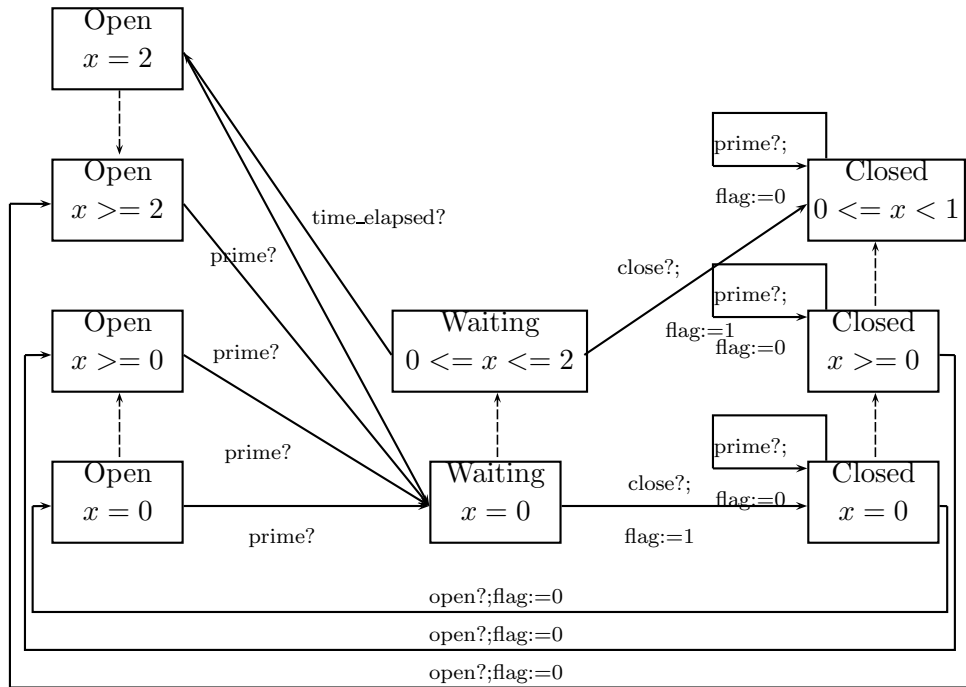 Open
x = 2
Open
x >= 2
prime?;
flag:=0
Closed
0 <= x < 1
time_elapsed?
prime?
close?;
flag:=1
prime?;
flag:=0
Open
x >= 0
prime?
Waiting
0 <= x <= 2
Closed
x >= 0
prime?
Open
x = 0
prime?
Waiting
x = 0
close?;
flag:=1
prime?;
flag:=0
Closed
x = 0
open?;flag:=0
open?;flag:=0
open?;flag:=0